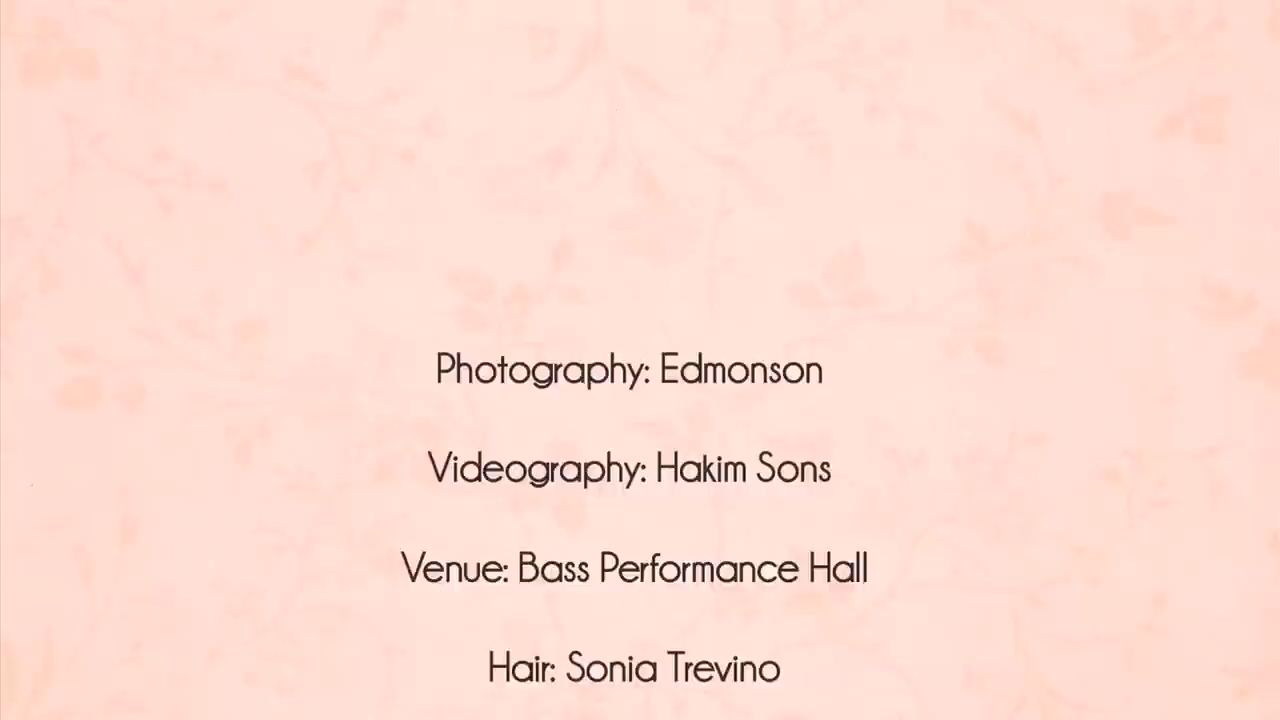 Photography: Edmonson
Videography: Hakim Sons
Venue: Bass Performance Hall
Hair: Sonia Trevino